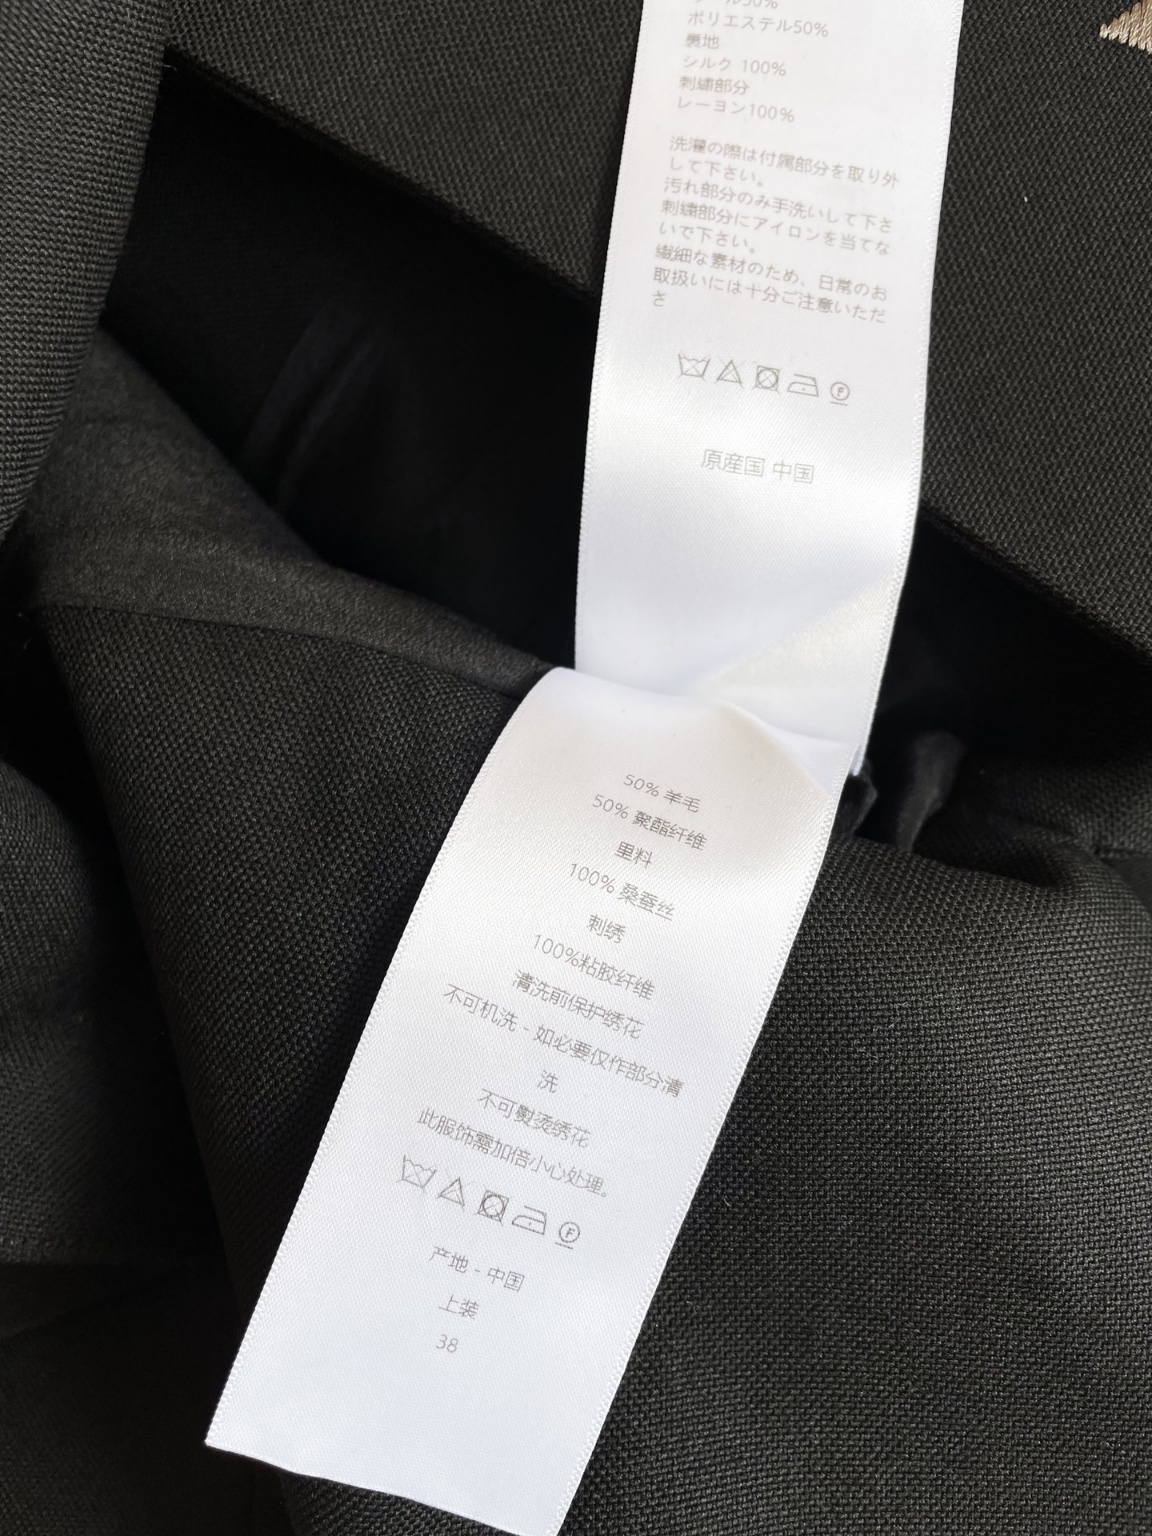 ール50%
ポリエステル50%
裏地
シルク 100%
刺繡部分
レーヨン100%
洗濯の際は付属部分を取り外
して下さい。
汚れ部分のみ手洗いして下さ
刺繡部分にアイロンを当てな
いで下さい。
繊細な素材のため、日常のお
取扱いには十分ご注意いただ
さ
F
原産国 中国
50% 羊毛
50% 聚酯纤维
里料
100% 桑蚕丝
刺绣
100%粘胶纤维
清洗前保护绣花
不可机洗 - 如必要仅作部分清
洗
不可熨烫绣花
此服饰需加倍小心处理。
F
产地 - 中国
上装
38